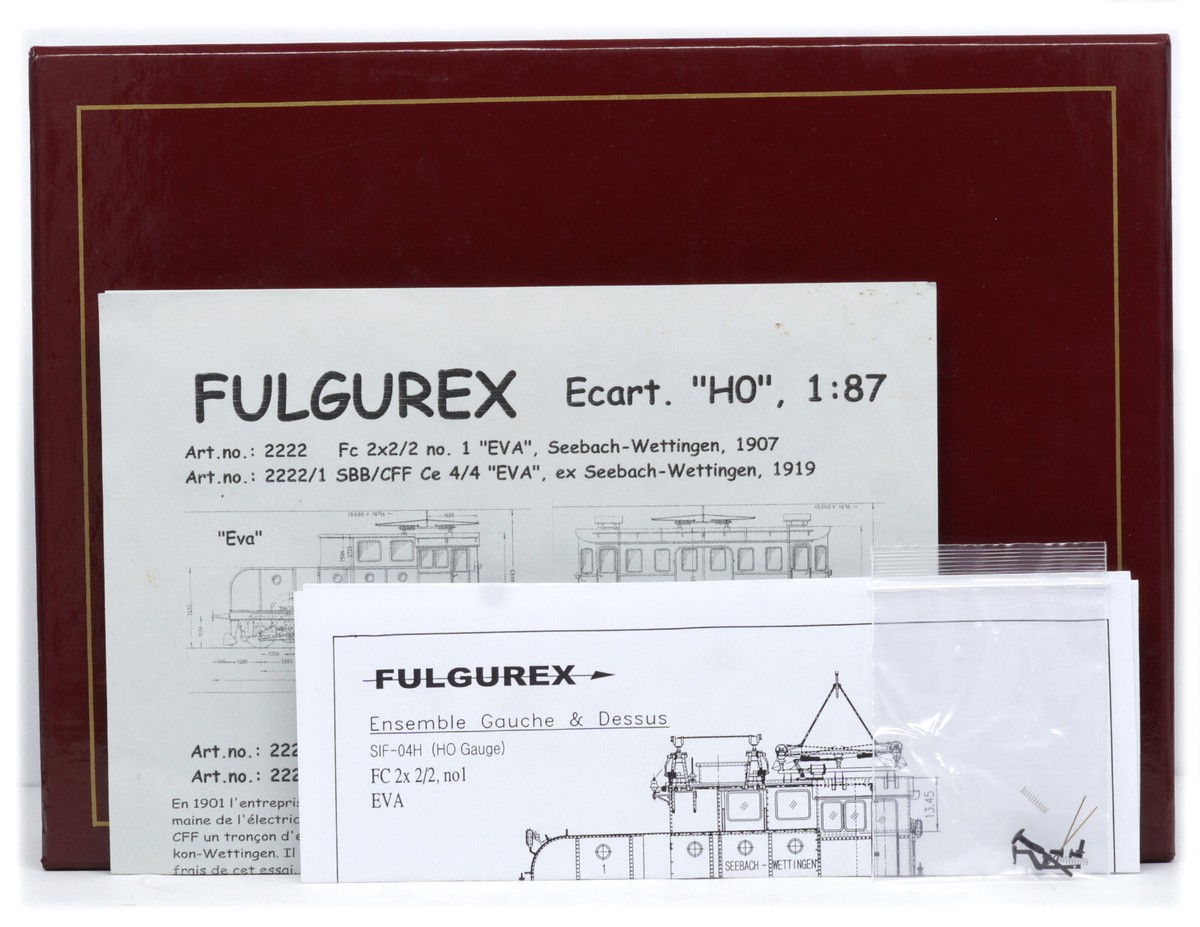 FULGUREX Ecart. "H0", 1:87
Art.no.: 2222 Fc 2x2/2 no. 1 "EVA", Seebach-Wettingen, 1907
Art.no.: 2222/1 SBB/CFF Ce 4/4 "EVA", ex Seebach-Wettingen, 1919
"Eva"
Art.no.: 222
Art.no.: 222
En 1901 l'entrepris
maine de l'électric
CFF un tronçon d'e
kon-Wettingen. Il
frais de cet essai.
FULGUREX
Ensemble Gauche & Dessus
SIF-04H (HO Gauge)
FC 2x 2/2, no1
EVA
13.45
1
SEEBACH - WETTINGEN